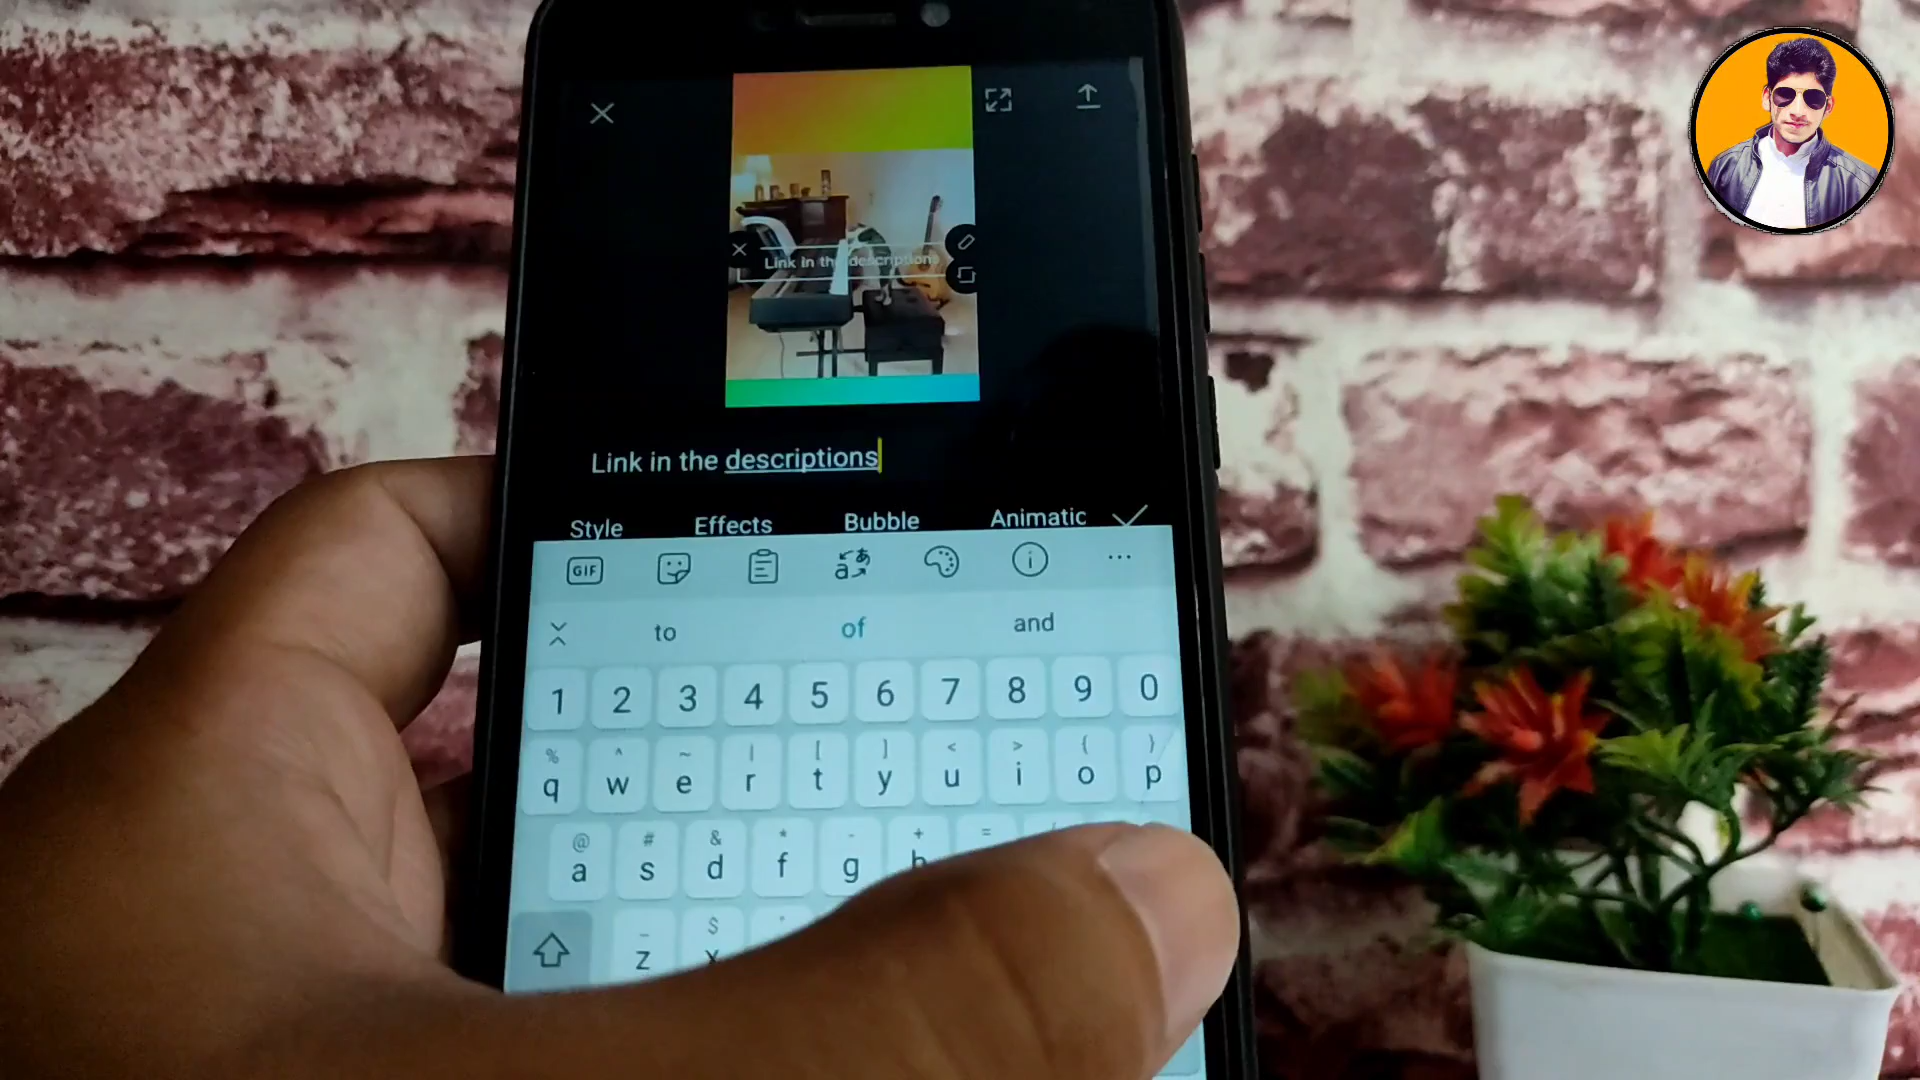 Link in the descriptions
Link in the descriptions
Style Effects Bubble Animatic
GIF
to of and
1 2 3 4 5 6 7 8 9 0
% ^ ~ | [ ] < > { }
q w e r t y u i o p
@ # & * - + =
a s d f g h
_ $
z x